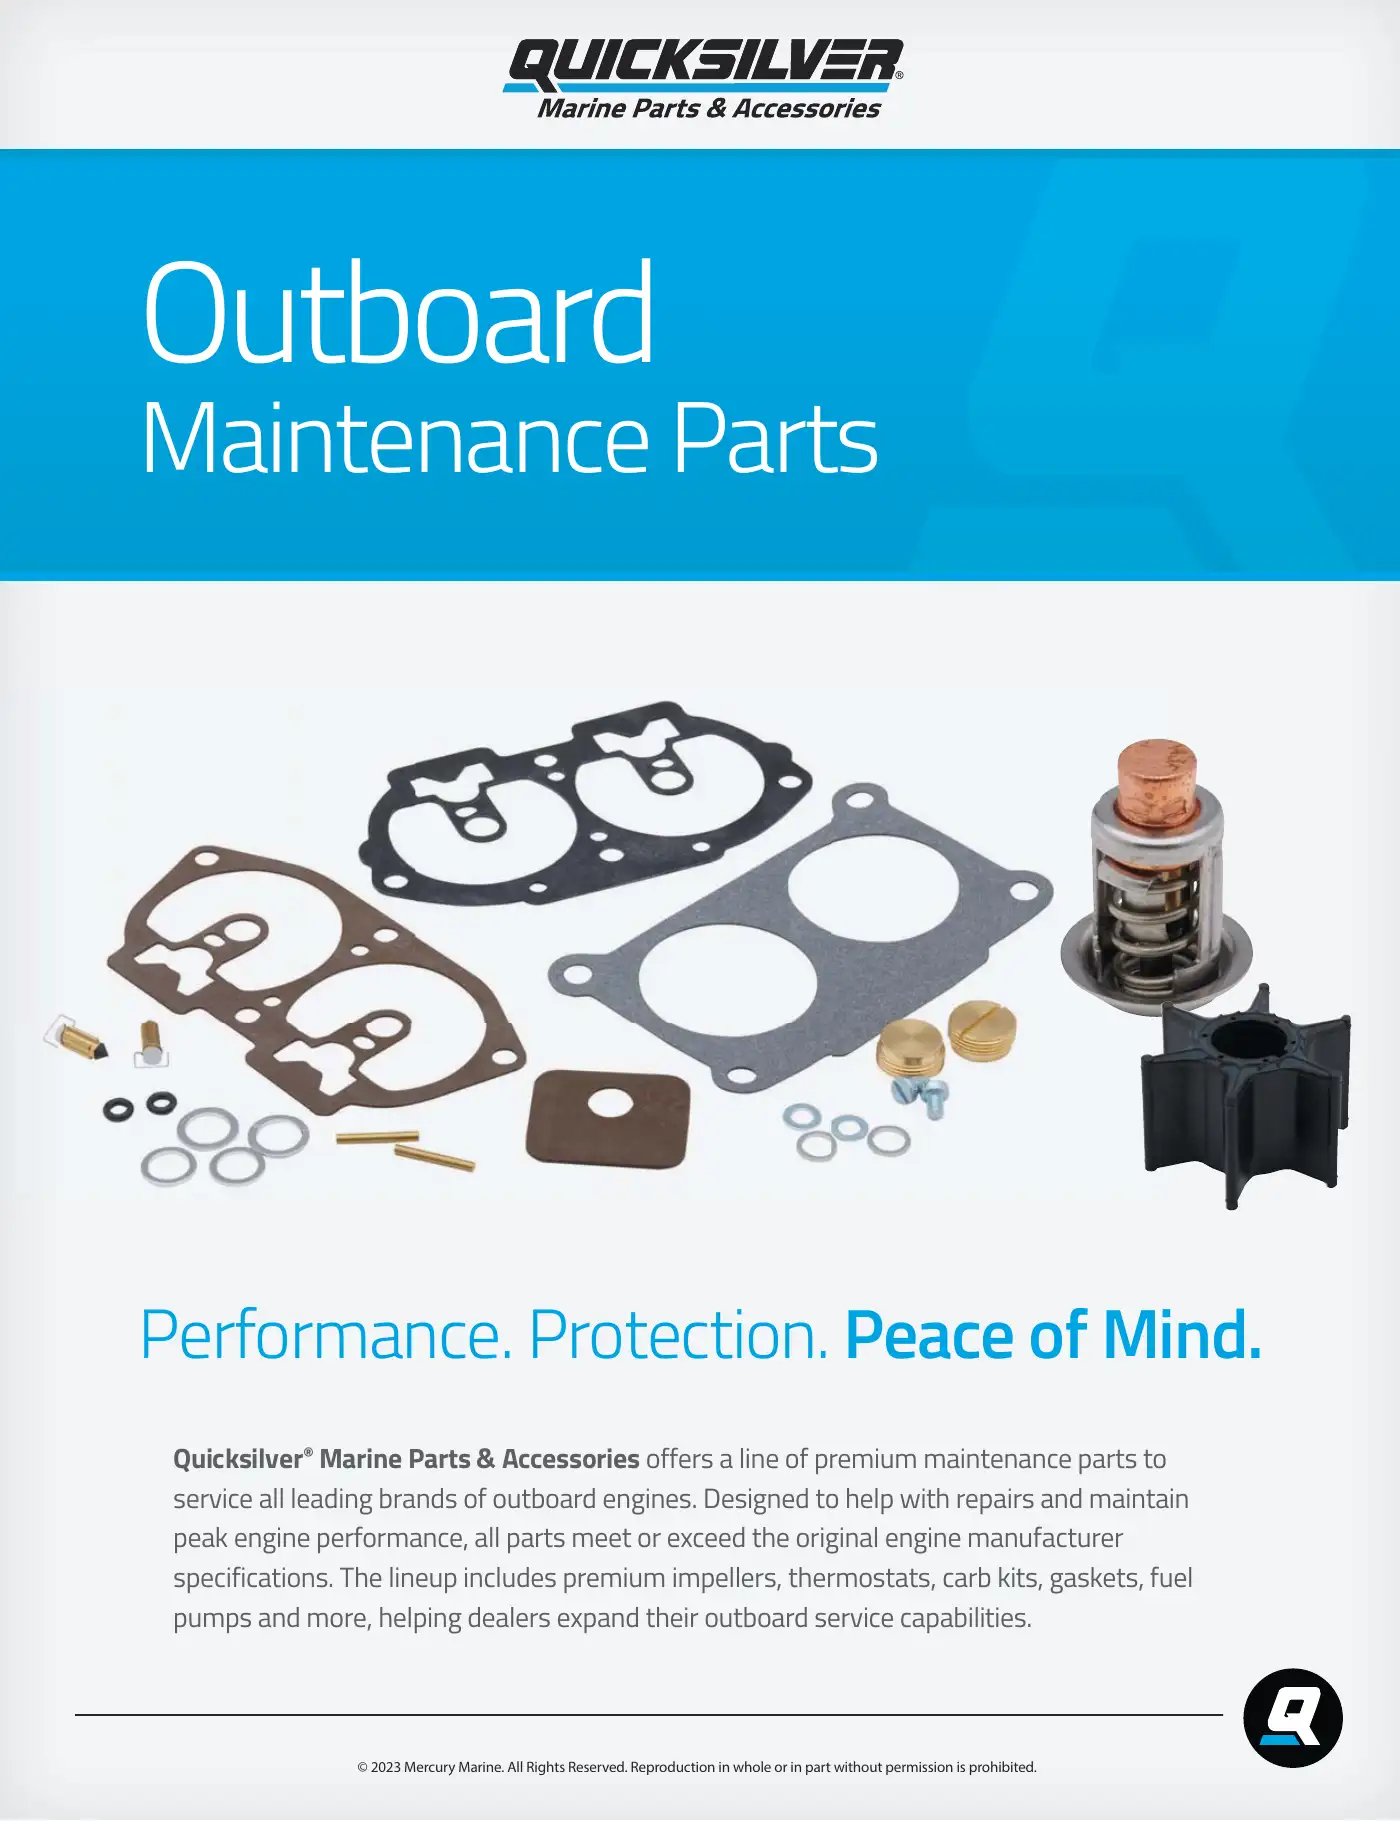 QUICKSILVER®
Marine Parts & Accessories
Outboard
Maintenance Parts
Performance. Protection. Peace of Mind.
Quicksilver® Marine Parts & Accessories offers a line of premium maintenance parts to
service all leading brands of outboard engines. Designed to help with repairs and maintain
peak engine performance, all parts meet or exceed the original engine manufacturer
specifications. The lineup includes premium impellers, thermostats, carb kits, gaskets, fuel
pumps and more, helping dealers expand their outboard service capabilities.
Q
© 2023 Mercury Marine. All Rights Reserved. Reproduction in whole or in part without permission is prohibited.